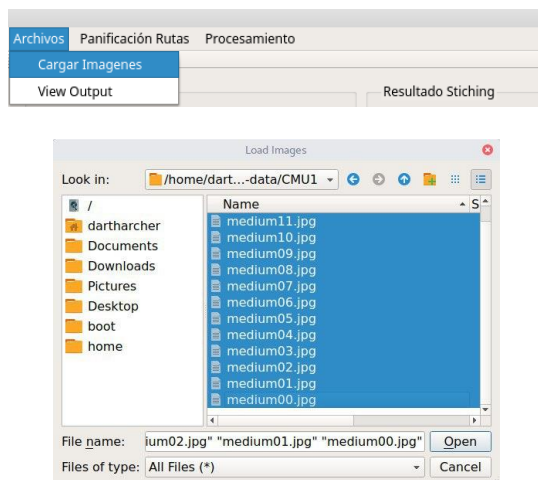 Archivos Panificación Rutas Procesamiento
Cargar Imagenes
View Output
Resultado Stiching
Load Images
Look in: /home/dart...-data/CMU1
/
dartharcher
Documents
Downloads
Pictures
Desktop
boot
home
Name S
medium11.jpg
medium10.jpg
medium09.jpg
medium08.jpg
medium07.jpg
medium06.jpg
medium05.jpg
medium04.jpg
medium03.jpg
medium02.jpg
medium01.jpg
medium00.jpg
File name: ium02.jpg" "medium01.jpg" "medium00.jpg" Open
Files of type: All Files (*) Cancel